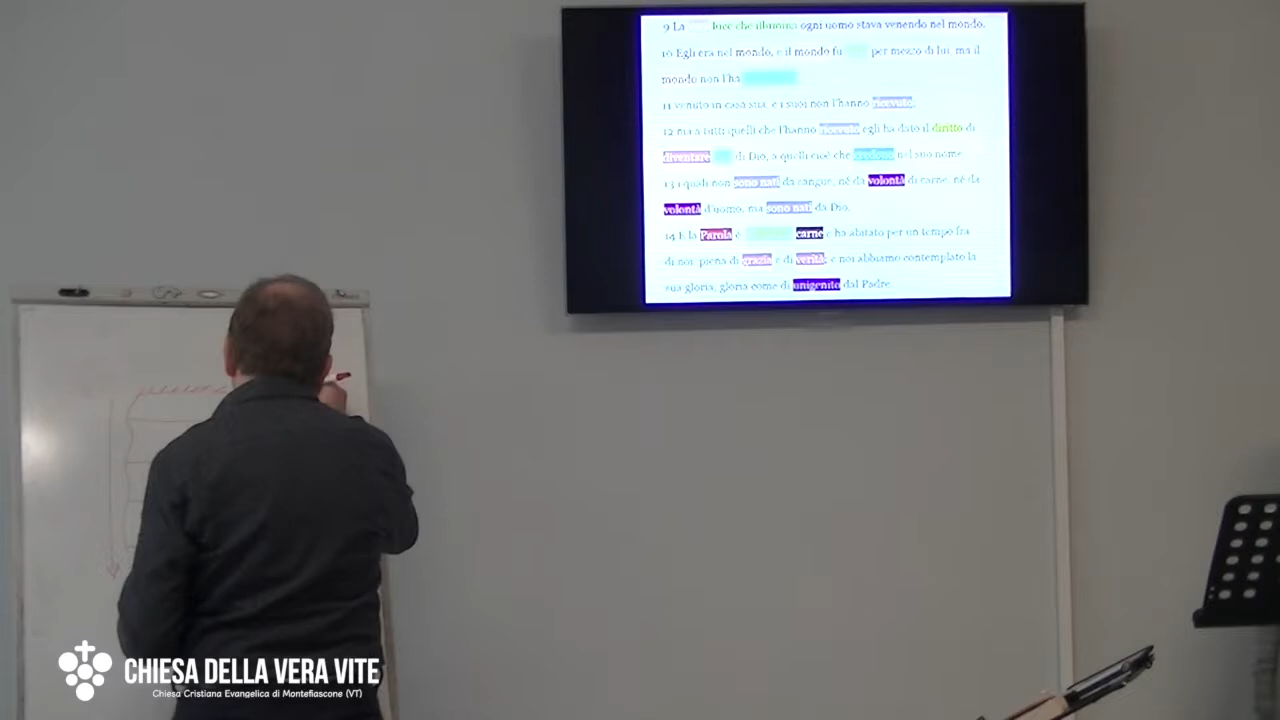 9 La luce che illumina ogni uomo stava venendo nel mondo.
10 Egli era nel mondo, e il mondo fu per mezzo di lui, ma il
mondo non l'ha
11 venuto in casa sua, e i suoi non l'hanno ricevuto,
12 ma a tutti quelli che l'hanno ricevuto egli ha dato il diritto di
diventare di Dio, a quelli cioè che credono nel suo nome
13 i quali non sono nati da sangue, né da volontà di carne, né da
volontà d'uomo, ma sono nati da Dio.
14 E la Parola è carne e ha abitato per un tempo fra
di noi, piena di grazia e di verità; e noi abbiamo contemplato la
sua gloria, gloria come di unigenito dal Padre.
CHIESA DELLA VERA VITE
Chiesa Cristiana Evangelica di Montefiascone (VT)